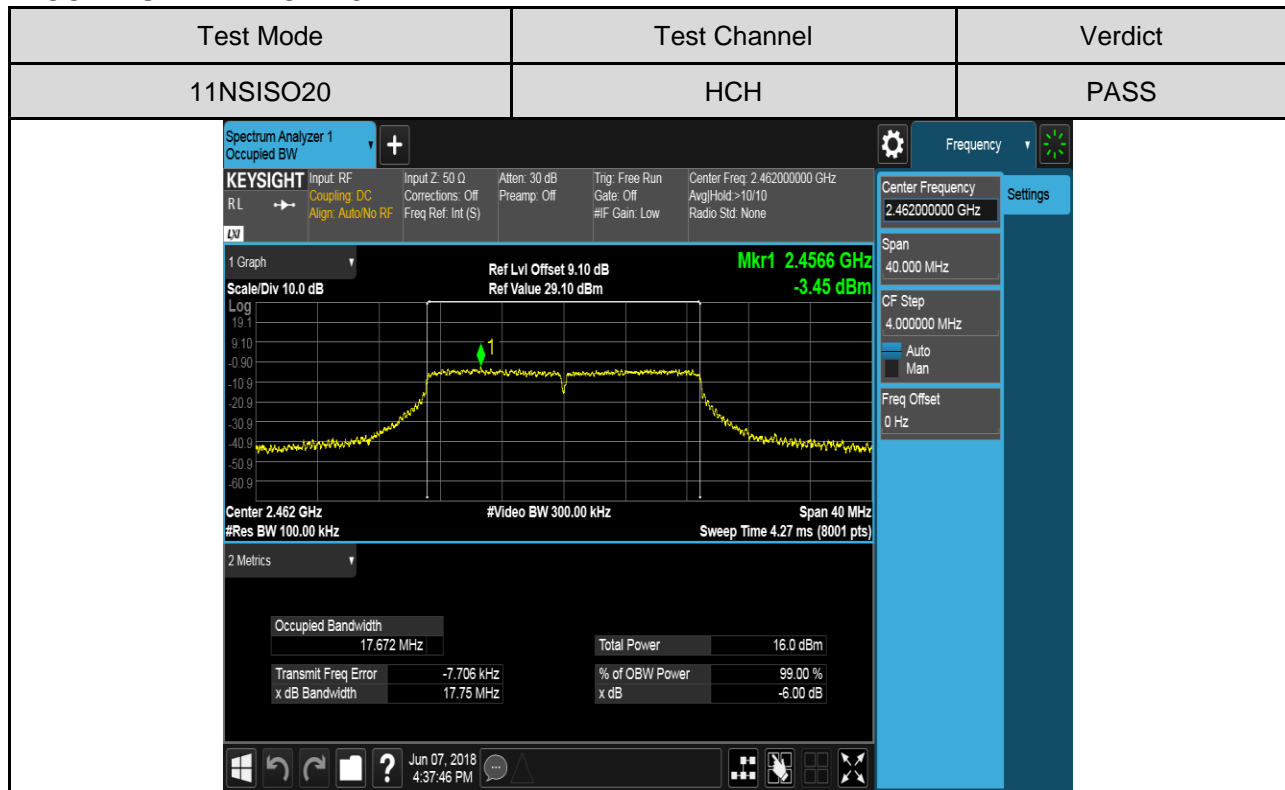 Test Mode Test Channel Verdict
11NSISO20 HCH PASS
Spectrum Analyzer 1
Occupied BW
Frequency
KEYSIGHT Input: RF Input Z: 50 Ω Atten: 30 dB Trig: Free Run Center Freq: 2.462000000 GHz
RL Coupling: DC Corrections: Off Preamp: Off Gate: Off Avg|Hold:>10/10
Align: Auto/No RF Freq Ref: Int (S) #IF Gain: Low Radio Std: None
LXI
Center Frequency
2.462000000 GHz
Settings
Span
40.000 MHz
CF Step
4.000000 MHz
Auto
Man
Freq Offset
0 Hz
1 Graph Ref Lvl Offset 9.10 dB Mkr1 2.4566 GHz
Scale/Div 10.0 dB Ref Value 29.10 dBm -3.45 dBm
Log
19.1
9.10
-0.90
-10.9
-20.9
-30.9
-40.9
-50.9
-60.9
1
Center 2.462 GHz #Video BW 300.00 kHz Span 40 MHz
#Res BW 100.00 kHz Sweep Time 4.27 ms (8001 pts)
2 Metrics
Occupied Bandwidth
17.672 MHz Total Power 16.0 dBm
Transmit Freq Error -7.706 kHz % of OBW Power 99.00 %
x dB Bandwidth 17.75 MHz x dB -6.00 dB
Jun 07, 2018
4:37:46 PM